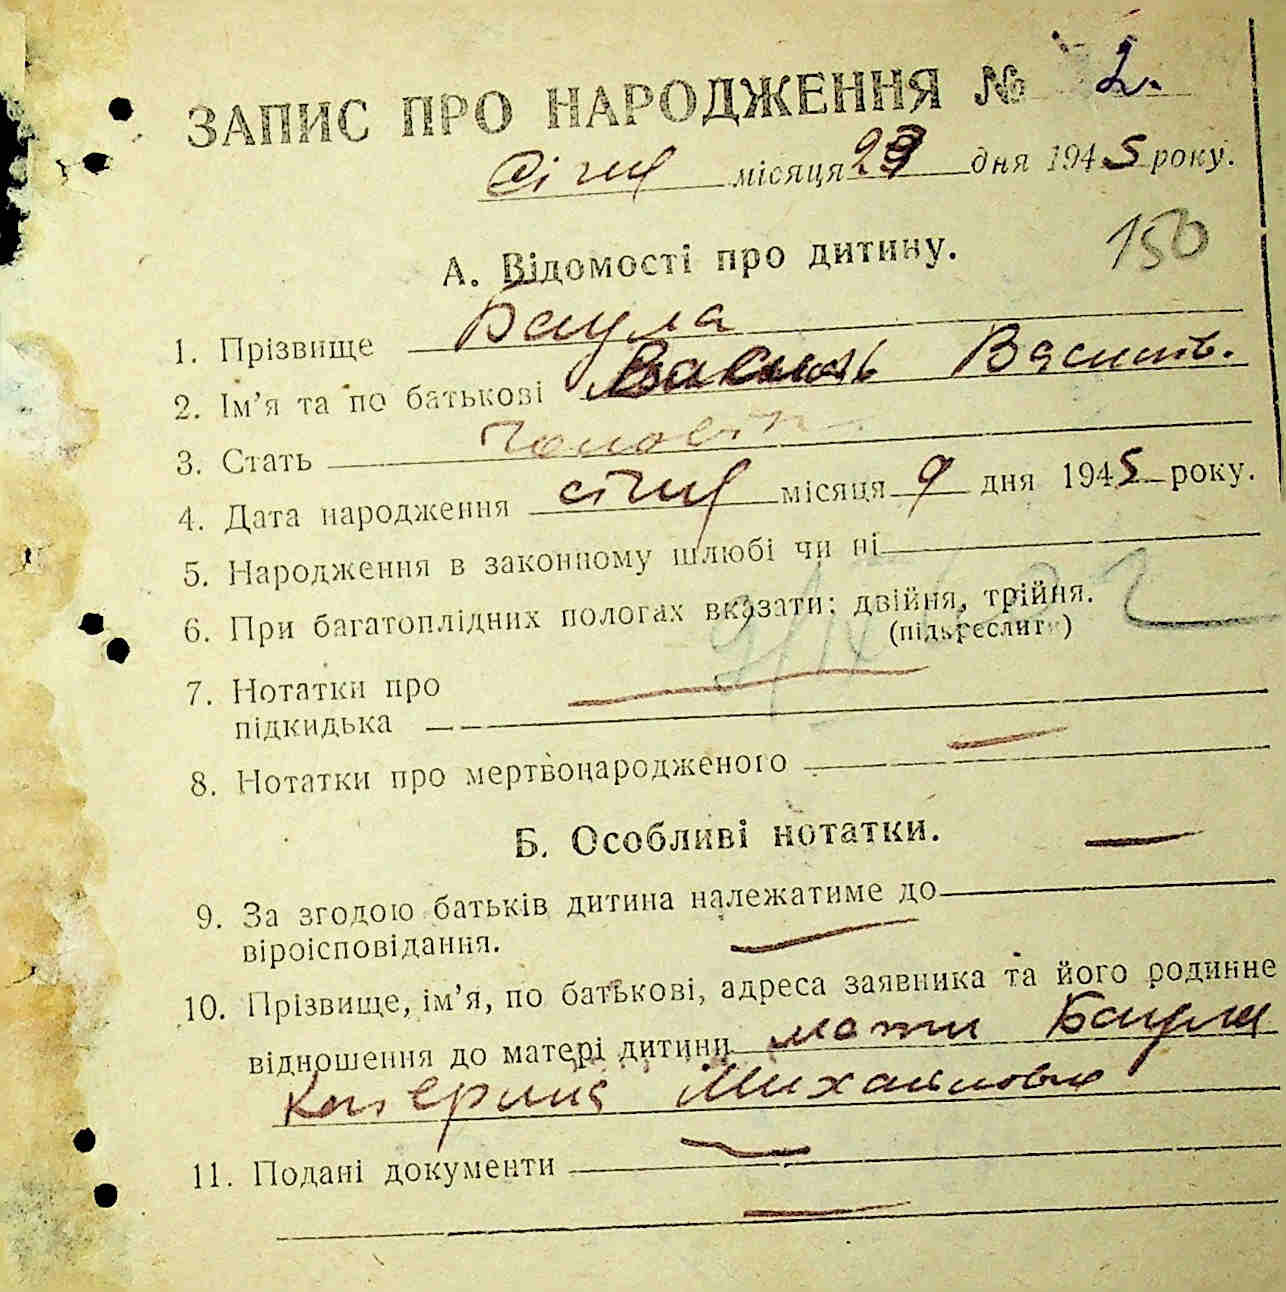 ЗАПИС ПРО НАРОДЖЕННЯ № 2.
січня місяця 23 дня 1945 року.
150
А. Відомості про дитину.
1. Прізвище Бацула
2. Ім’я та по батькові Василь Василів.
3. Стать чоловіч
4. Дата народження січня місяця 9 дня 1945 року.
5. Народження в законному шлюбі чи ні
6. При багатоплідних пологах вказати: двійня, трійня.
(підкреслити)
7. Нотатки про
підкидька
8. Нотатки про мертвонародженого
Б. Особливі нотатки.
9. За згодою батьків дитина належатиме до
віроісповідання.
10. Прізвище, ім’я, по батькові, адреса заявника та його родинне
відношення до матері дитини мати Бацула
Катерина Михайловна
11. Подані документи